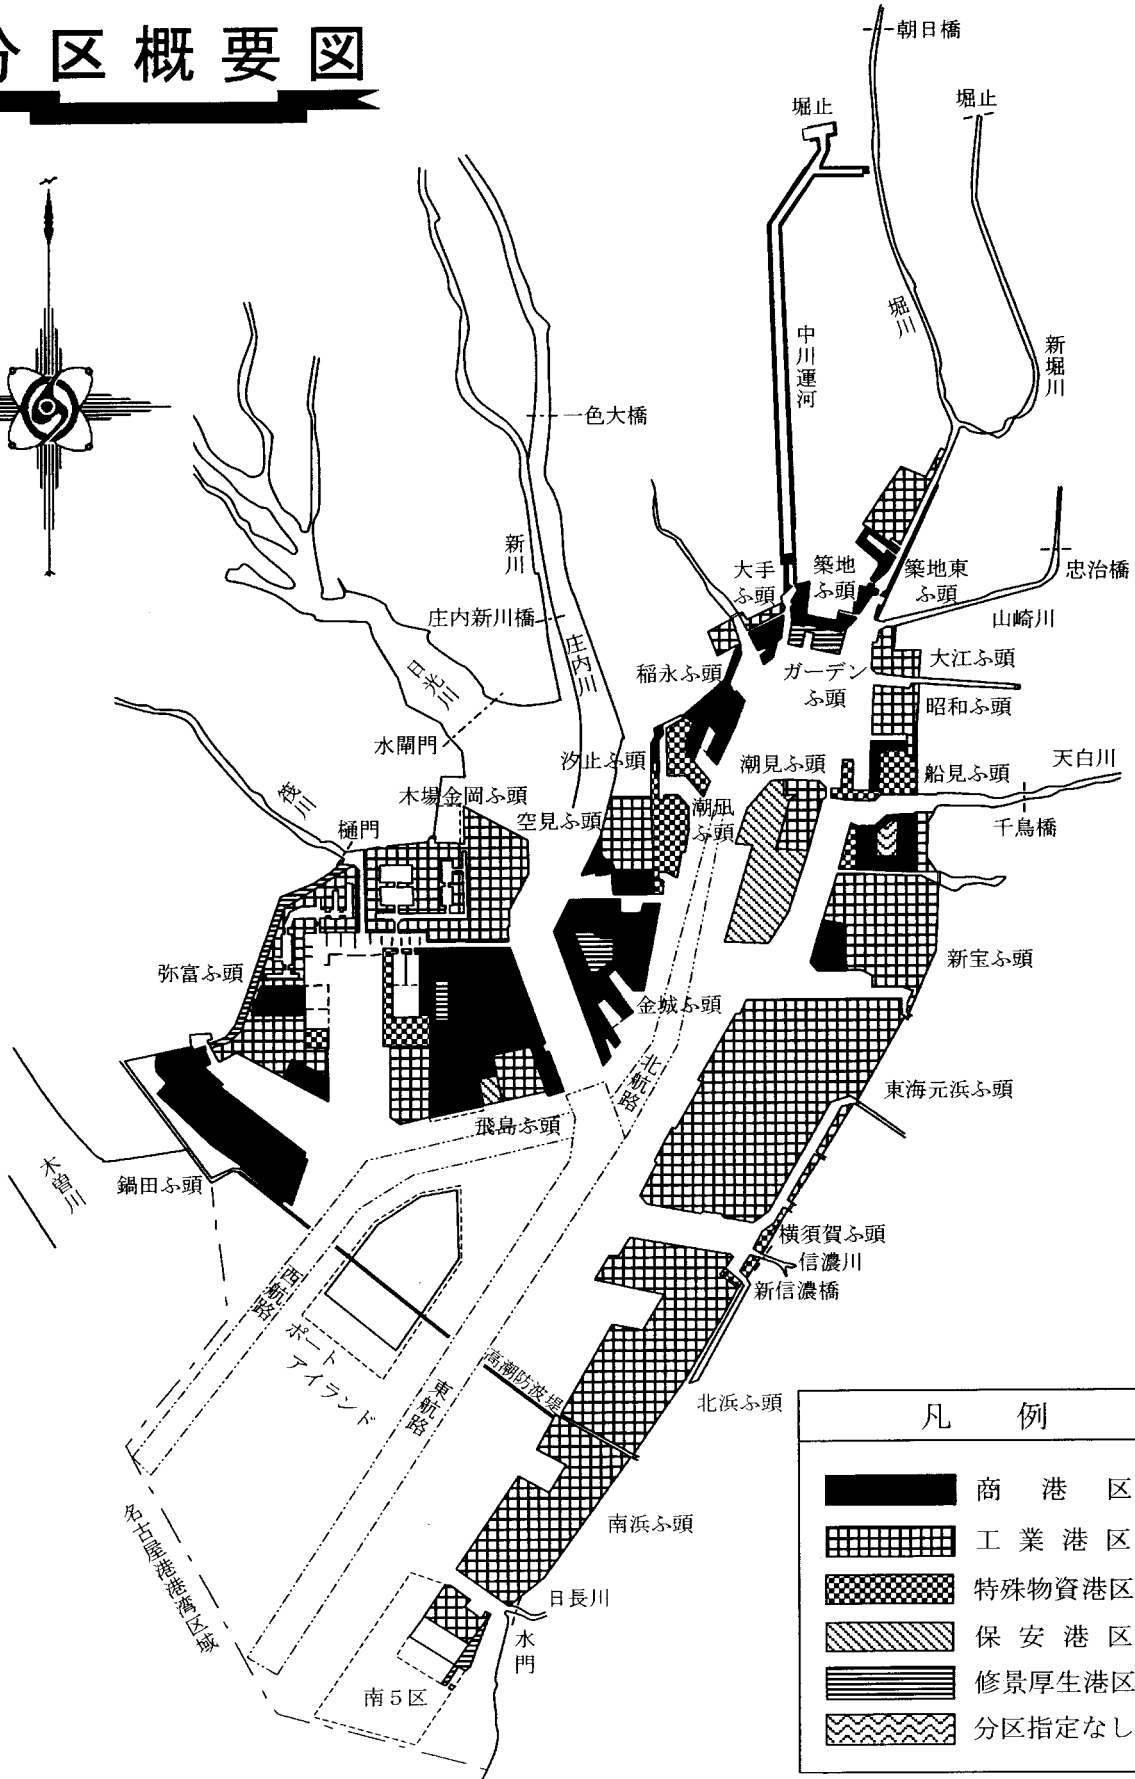 分区概要図
朝日橋
堀止
堀止
堀川
新堀川
中川運河
一色大橋
新川
庄内新川橋
庄内川
日光川
水閘門
大手ふ頭
築地ふ頭
築地東ふ頭
忠治橋
山崎川
稲永ふ頭
ガーデンふ頭
大江ふ頭
昭和ふ頭
汐止ふ頭
潮見ふ頭
船見ふ頭
天白川
千鳥橋
筏川
樋門
木場金岡ふ頭
空見ふ頭
潮凪ふ頭
弥富ふ頭
新宝ふ頭
金城ふ頭
北航路
東海元浜ふ頭
飛島ふ頭
木曽川
鍋田ふ頭
横須賀ふ頭
信濃川
新信濃橋
西航路
ポートアイランド
東航路
高潮防波堤
北浜ふ頭
名古屋港港湾区域
南浜ふ頭
日長川
水門
南5区
凡例
商港区
工業港区
特殊物資港区
保安港区
修景厚生港区
分区指定なし